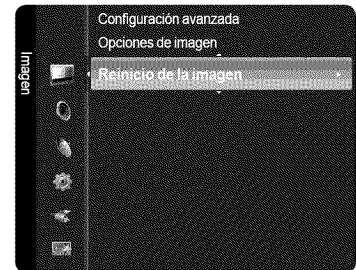 Imagen
Configuración avanzada
Opciones de imagen
Reinicio de la imagen